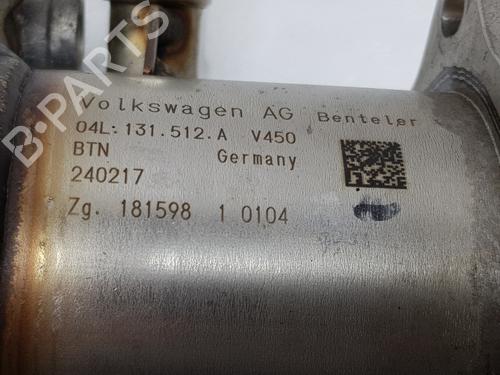 Volkswagen AG Benteler
04L.131.512.A V450
BTN Germany
240217
Zg. 181598 1 0104
B-PARTS